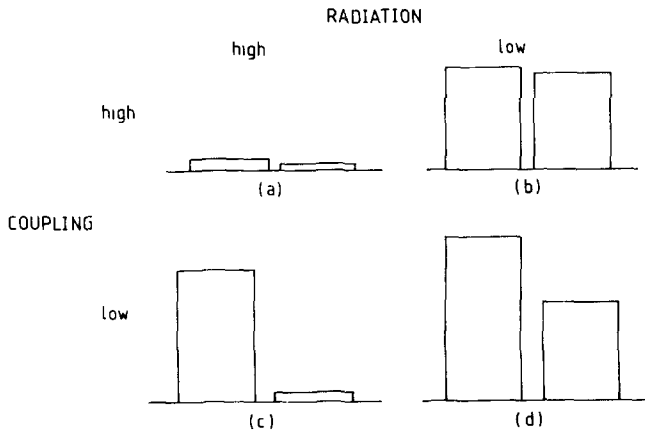 RADIATION
high low
high
(a) (b)
COUPLING
low
(c) (d)